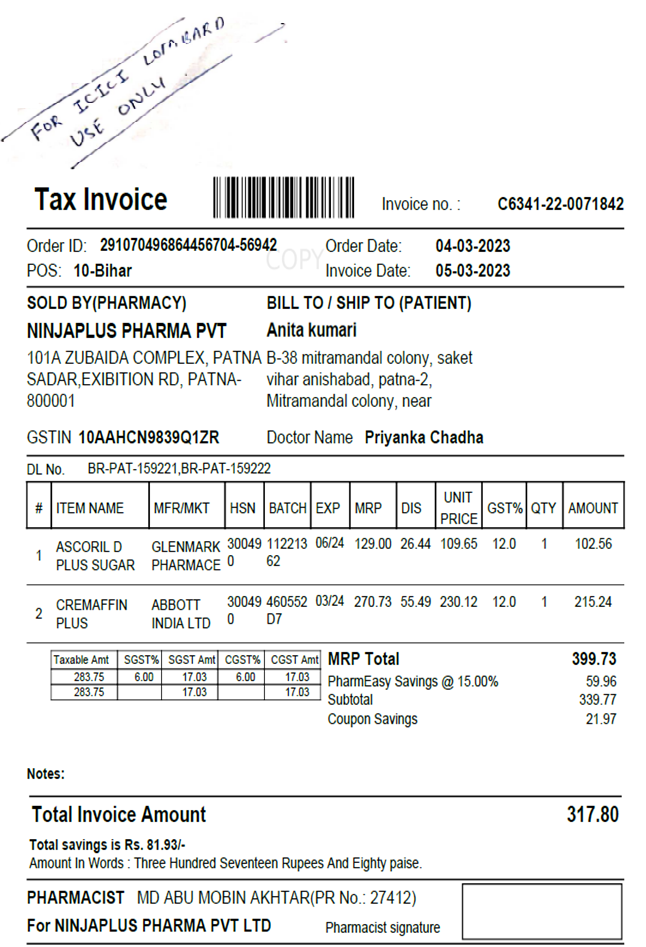 FOR ICICI LOMBARD
USE ONLY
Tax Invoice
Invoice no. : C6341-22-0071842
Order ID: 291070496864456704-56942
Order Date: 04-03-2023
COPY
POS: 10-Bihar
Invoice Date: 05-03-2023
SOLD BY(PHARMACY)
BILL TO / SHIP TO (PATIENT)
NINJAPLUS PHARMA PVT
Anita kumari
101A ZUBAIDA COMPLEX, PATNA
SADAR,EXIBITION RD, PATNA-
800001
B-38 mitramandal colony, saket
vihar anishabad, patna-2,
Mitramandal colony, near
GSTIN 10AAHCN9839Q1ZR
Doctor Name Priyanka Chadha
DL No. BR-PAT-159221,BR-PAT-159222
# ITEM NAME MFR/MKT HSN BATCH EXP MRP DIS UNIT PRICE GST% QTY AMOUNT
1 ASCORIL D GLENMARK 30049 112213 06/24 129.00 26.44 109.65 12.0 1 102.56
PLUS SUGAR PHARMACE 0 62
2 CREMAFFIN ABBOTT 30049 460552 03/24 270.73 55.49 230.12 12.0 1 215.24
PLUS INDIA LTD 0 D7
Taxable Amt SGST% SGST Amt CGST% CGST Amt
283.75 6.00 17.03 6.00 17.03
283.75 17.03 17.03
MRP Total 399.73
PharmEasy Savings @ 15.00% 59.96
Subtotal 339.77
Coupon Savings 21.97
Notes:
Total Invoice Amount 317.80
Total savings is Rs. 81.93/-
Amount In Words : Three Hundred Seventeen Rupees And Eighty paise.
PHARMACIST MD ABU MOBIN AKHTAR(PR No.: 27412)
For NINJAPLUS PHARMA PVT LTD
Pharmacist signature